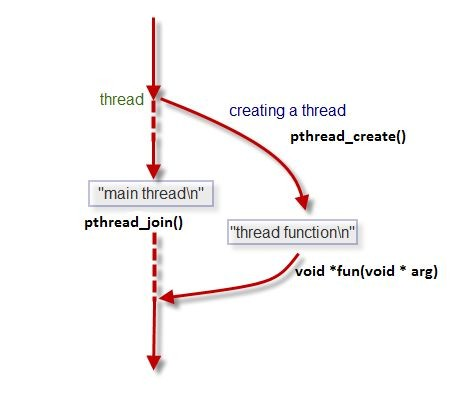 thread
creating a thread
pthread_create()
"main thread\n"
pthread_join()
"thread function\n"
void *fun(void * arg)